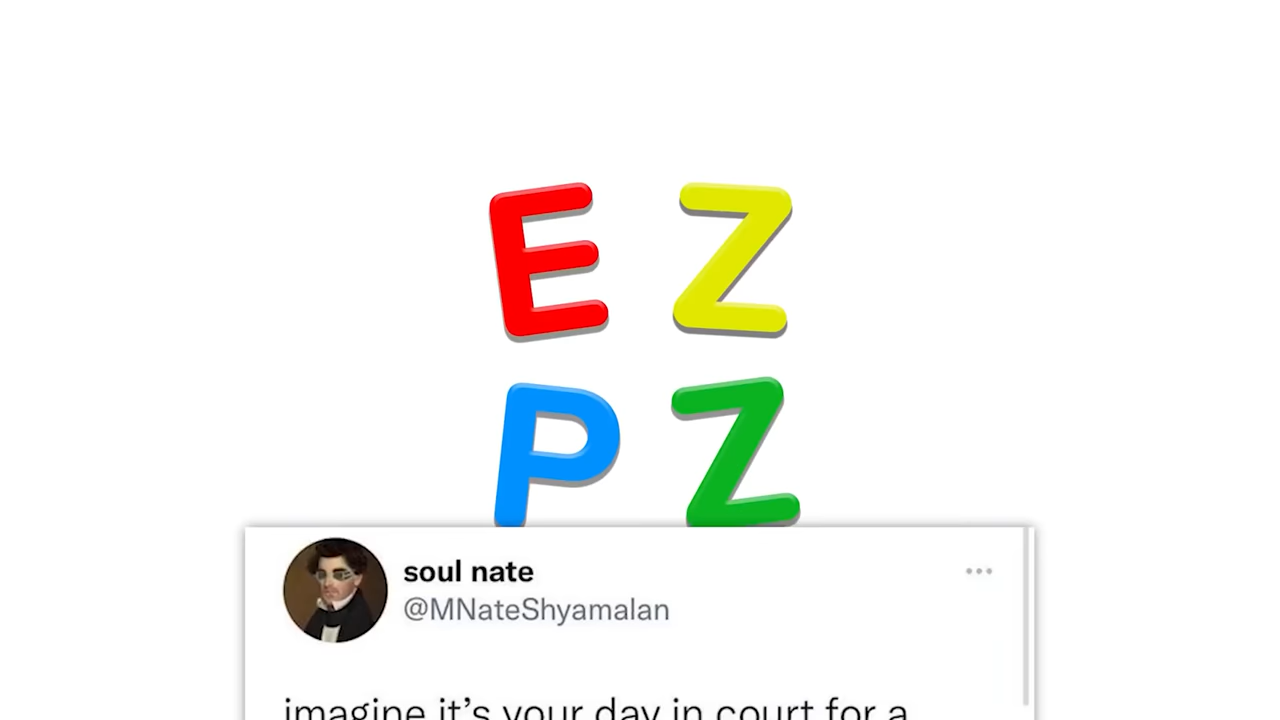 E Z
P Z
soul nate
@MNateShyamalan
imagine it's your day in court for a